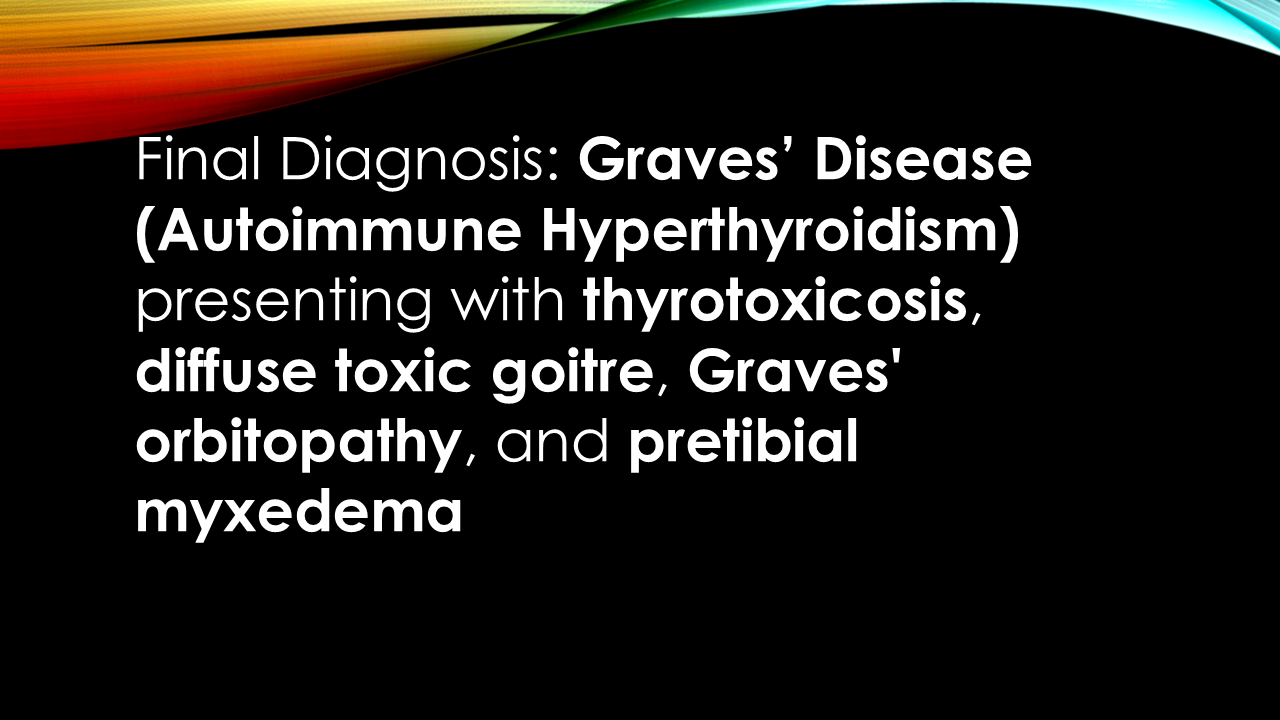 Final Diagnosis: Graves’ Disease
(Autoimmune Hyperthyroidism)
presenting with thyrotoxicosis,
diffuse toxic goitre, Graves'
orbitopathy, and pretibial
myxedema